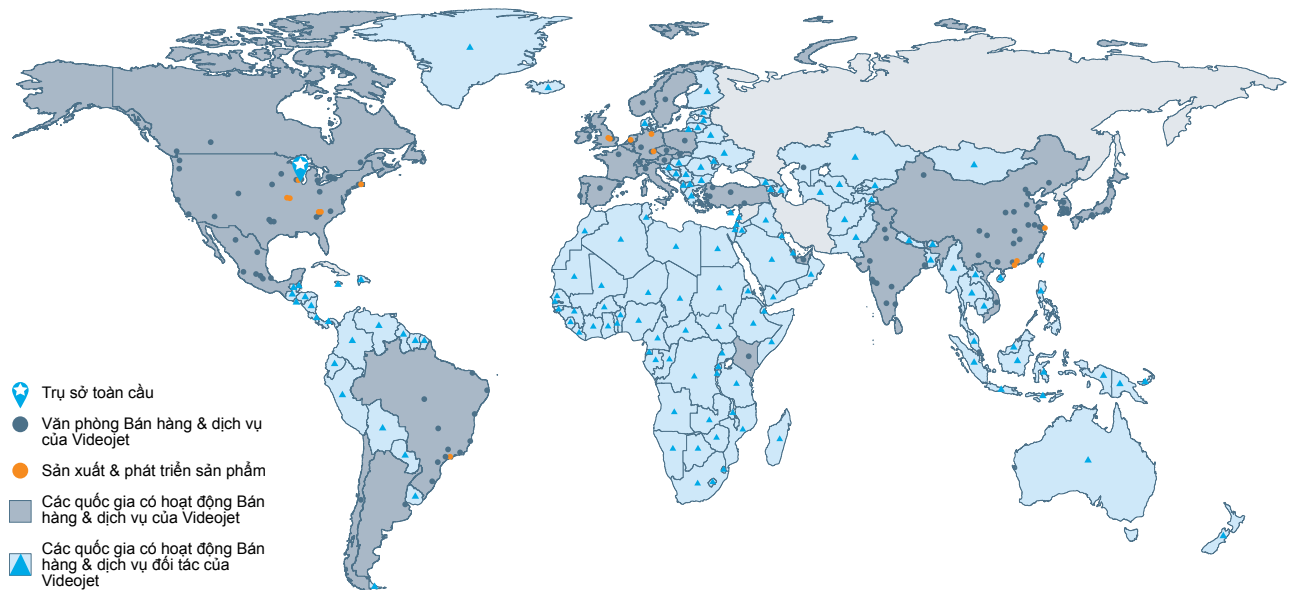 Trụ sở toàn cầu
Văn phòng Bán hàng & dịch vụ
của Videojet
Sản xuất & phát triển sản phẩm
Các quốc gia có hoạt động Bán
hàng & dịch vụ của Videojet
Các quốc gia có hoạt động Bán
hàng & dịch vụ đối tác của
Videojet